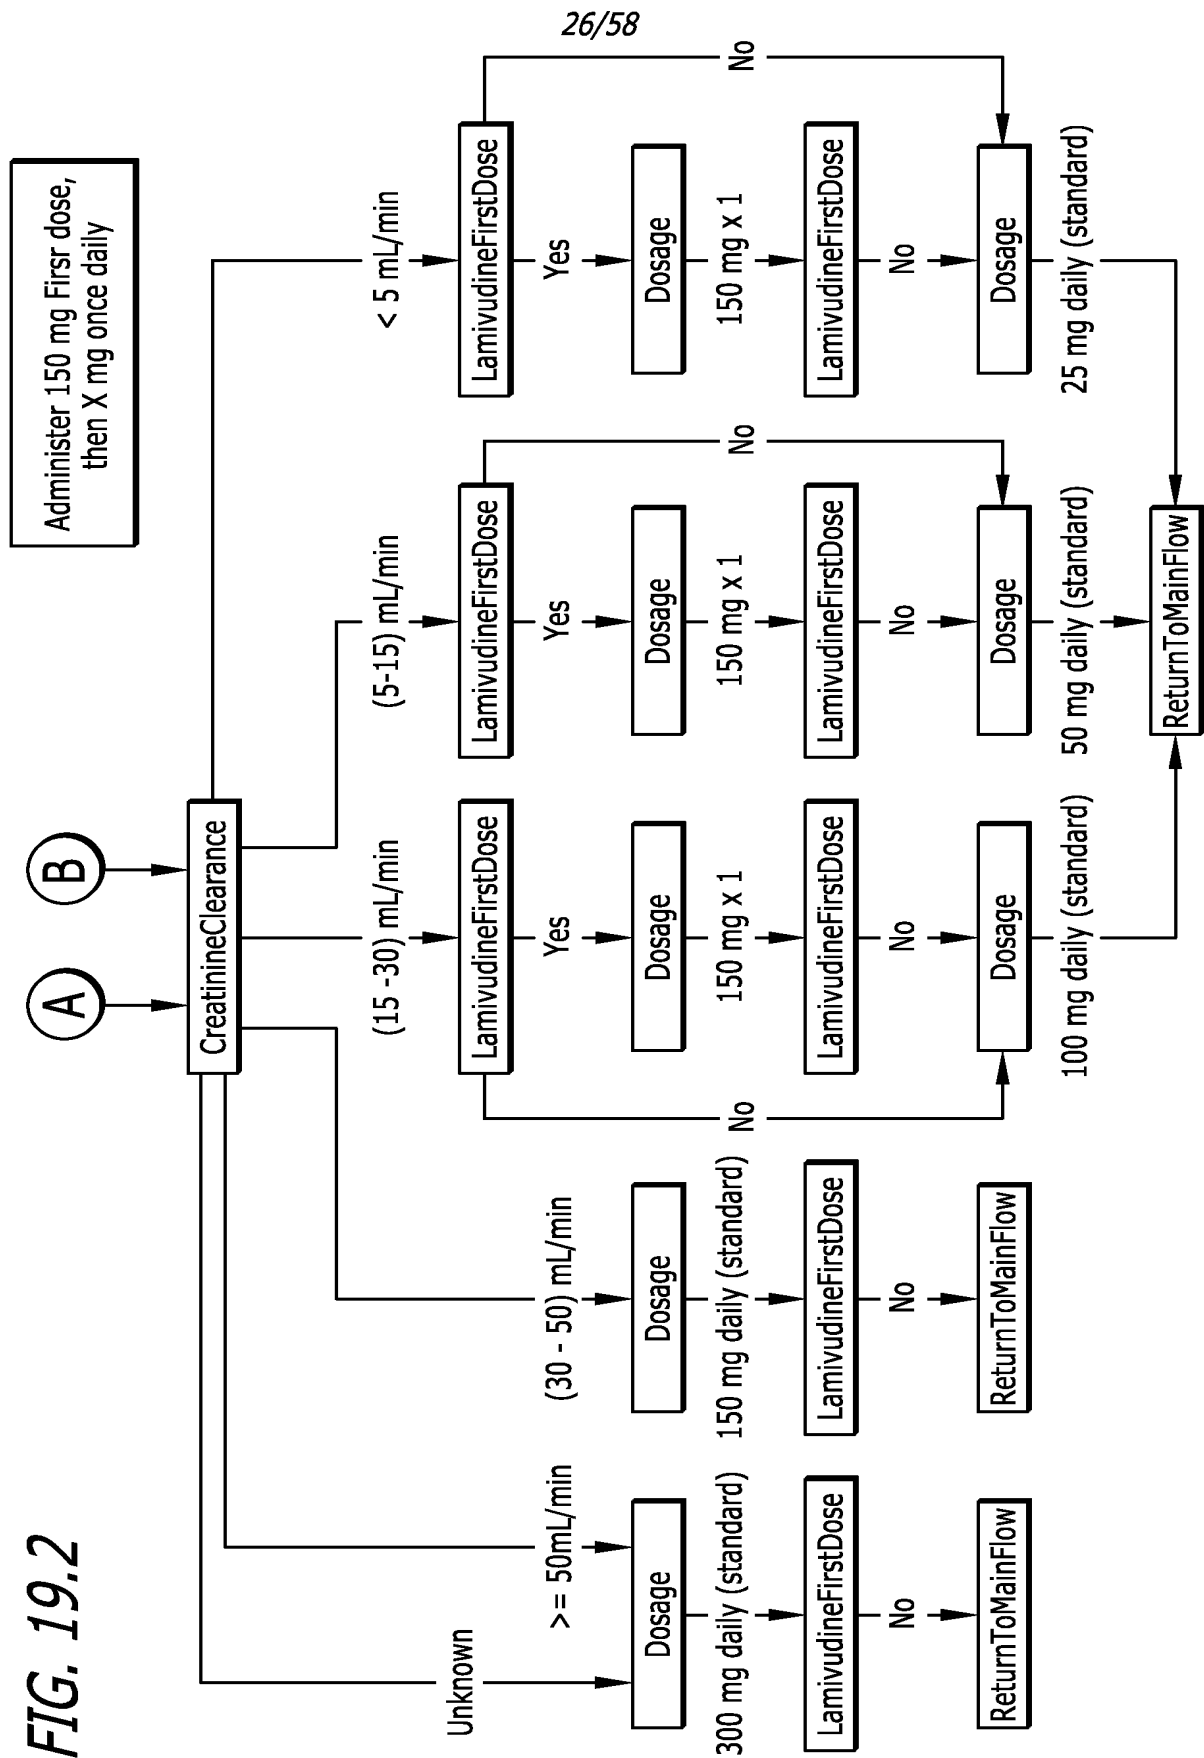 26/58
FIG. 19.2
Administer 150 mg Firsr dose,
then X mg once daily
A
B
CreatinineClearance
Unknown
>= 50mL/min
(30 - 50) mL/min
(15 -30) mL/min
(5-15) mL/min
< 5 mL/min
LamivudineFirstDose
LamivudineFirstDose
LamivudineFirstDose
No
Yes
Yes
No
Yes
No
Dosage
Dosage
Dosage
Dosage
Dosage
300 mg daily (standard)
150 mg daily (standard)
150 mg x 1
150 mg x 1
150 mg x 1
LamivudineFirstDose
LamivudineFirstDose
LamivudineFirstDose
LamivudineFirstDose
LamivudineFirstDose
No
No
No
No
No
ReturnToMainFlow
ReturnToMainFlow
Dosage
Dosage
Dosage
100 mg daily (standard)
50 mg daily (standard)
25 mg daily (standard)
ReturnToMainFlow